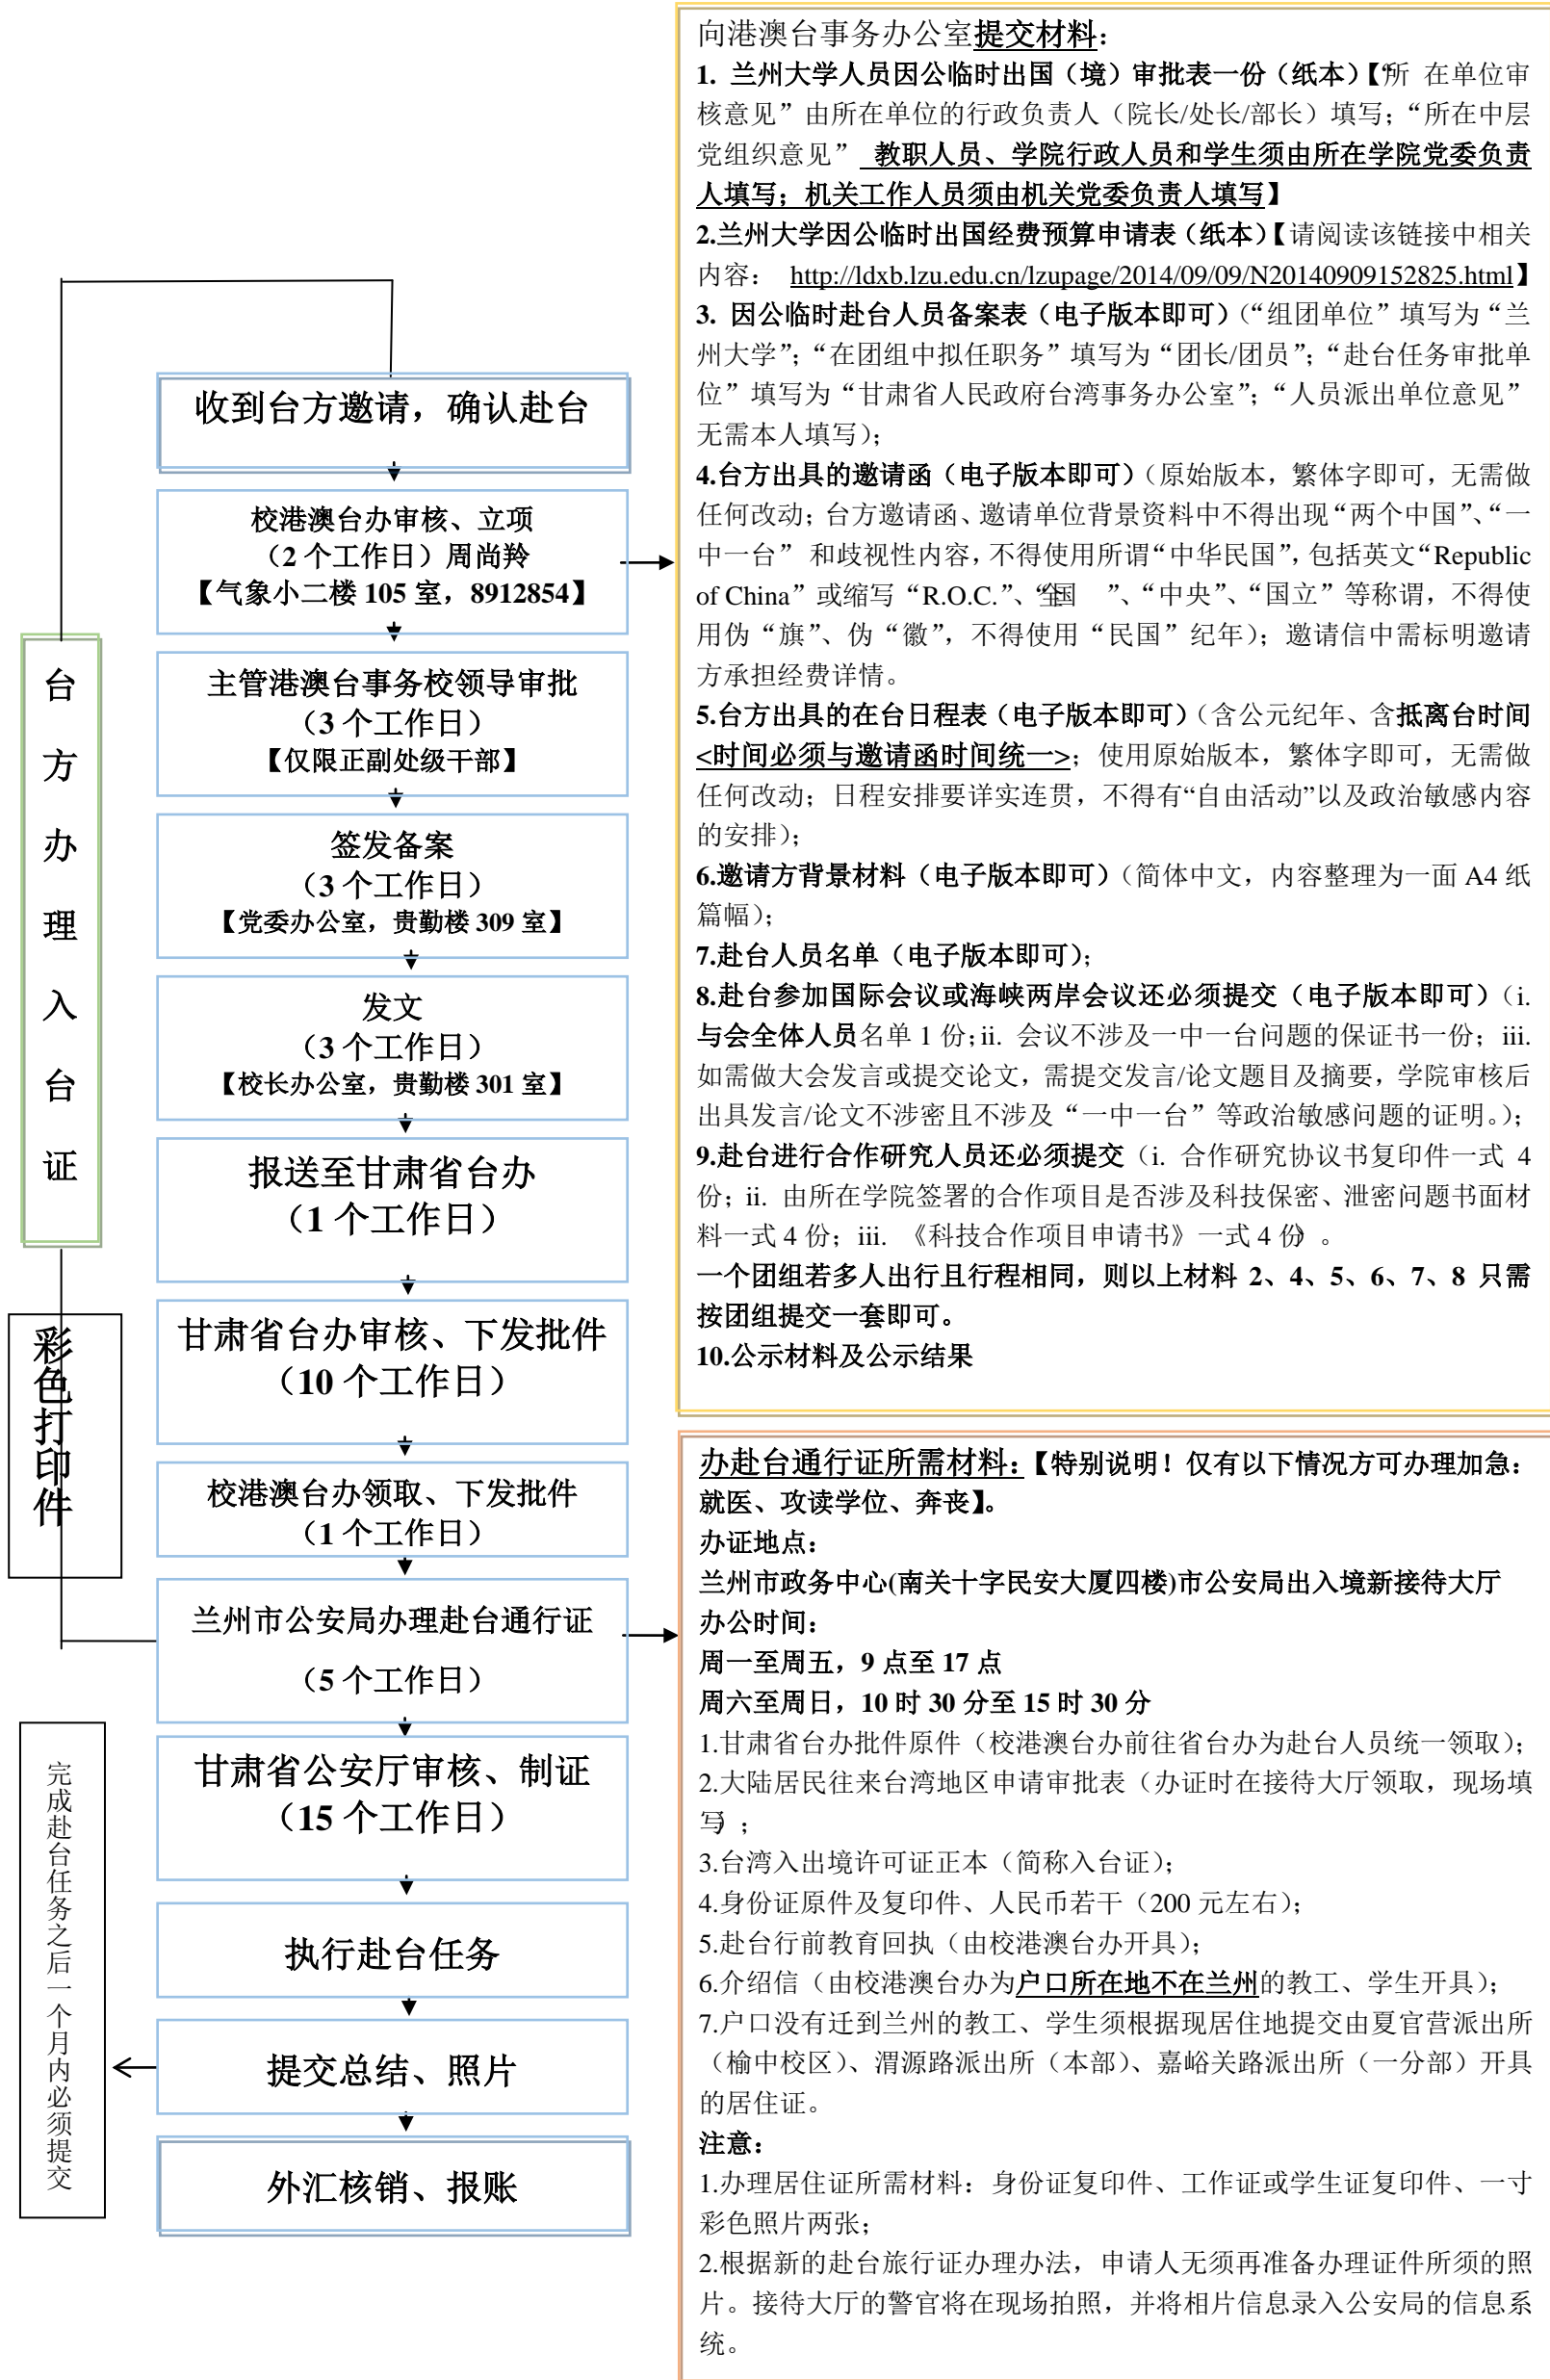 收到台方邀请，确认赴台
校港澳台办审核、立项
（2 个工作日）周尚羚
【气象小二楼 105 室，8912854】
主管港澳台事务校领导审批
（3 个工作日）
【仅限正副处级干部】
签发备案
（3 个工作日）
【党委办公室，贵勤楼 309 室】
发文
（3 个工作日）
【校长办公室，贵勤楼 301 室】
报送至甘肃省台办
（1 个工作日）
甘肃省台办审核、下发批件
（10 个工作日）
校港澳台办领取、下发批件
（1 个工作日）
兰州市公安局办理赴台通行证
（5 个工作日）
甘肃省公安厅审核、制证
（15 个工作日）
执行赴台任务
提交总结、照片
外汇核销、报账
台方办理入台证
彩色打印件
完成赴台任务之后一个月内必须提交
向港澳台事务办公室提交材料：
1. 兰州大学人员因公临时出国（境）审批表一份（纸本）【“所 在单位审
核意见”由所在单位的行政负责人（院长/处长/部长）填写；“所在中层
党组织意见” 教职人员、学院行政人员和学生须由所在学院党委负责
人填写；机关工作人员须由机关党委负责人填写】
2.兰州大学因公临时出国经费预算申请表（纸本）【请阅读该链接中相关
内容： http://ldxb.lzu.edu.cn/lzupage/2014/09/09/N20140909152825.html】
3. 因公临时赴台人员备案表（电子版本即可）（“组团单位”填写为“兰
州大学”；“在团组中拟任职务”填写为“团长/团员”；“赴台任务审批单
位”填写为“甘肃省人民政府台湾事务办公室”；“人员派出单位意见”
无需本人填写）；
4.台方出具的邀请函（电子版本即可）（原始版本，繁体字即可，无需做
任何改动；台方邀请函、邀请单位背景资料中不得出现“两个中国”、“一
中一台” 和歧视性内容，不得使用所谓“中华民国”，包括英文“Republic
of China”或缩写“R.O.C.”、“全国 ”、“中央”、“国立”等称谓，不得使
用伪“旗”、伪“徽”，不得使用“民国”纪年）；邀请信中需标明邀请
方承担经费详情。
5.台方出具的在台日程表（电子版本即可）（含公元纪年、含抵离台时间
<时间必须与邀请函时间统一>；使用原始版本，繁体字即可，无需做
任何改动；日程安排要详实连贯，不得有“自由活动”以及政治敏感内容
的安排）；
6.邀请方背景材料（电子版本即可）（简体中文，内容整理为一面 A4 纸
篇幅）；
7.赴台人员名单（电子版本即可）；
8.赴台参加国际会议或海峡两岸会议还必须提交（电子版本即可）（i.
与会全体人员名单 1 份；ii. 会议不涉及一中一台问题的保证书一份；iii.
如需做大会发言或提交论文，需提交发言/论文题目及摘要，学院审核后
出具发言/论文不涉密且不涉及“一中一台”等政治敏感问题的证明。）；
9.赴台进行合作研究人员还必须提交（i. 合作研究协议书复印件一式 4
份；ii. 由所在学院签署的合作项目是否涉及科技保密、泄密问题书面材
料一式 4 份；iii. 《科技合作项目申请书》一式 4 份）。
一个团组若多人出行且行程相同，则以上材料 2、4、5、6、7、8 只需
按团组提交一套即可。
10.公示材料及公示结果
办赴台通行证所需材料：【特别说明！仅有以下情况方可办理加急：
就医、攻读学位、奔丧】。
办证地点：
兰州市政务中心(南关十字民安大厦四楼)市公安局出入境新接待大厅
办公时间：
周一至周五，9 点至 17 点
周六至周日，10 时 30 分至 15 时 30 分
1.甘肃省台办批件原件（校港澳台办前往省台办为赴台人员统一领取）；
2.大陆居民往来台湾地区申请审批表（办证时在接待大厅领取，现场填
写）；
3.台湾入出境许可证正本（简称入台证）；
4.身份证原件及复印件、人民币若干（200 元左右）；
5.赴台行前教育回执（由校港澳台办开具）；
6.介绍信（由校港澳台办为户口所在地不在兰州的教工、学生开具）；
7.户口没有迁到兰州的教工、学生须根据现居住地提交由夏官营派出所
（榆中校区）、渭源路派出所（本部）、嘉峪关路派出所（一分部）开具
的居住证。
注意：
1.办理居住证所需材料：身份证复印件、工作证或学生证复印件、一寸
彩色照片两张；
2.根据新的赴台旅行证办理办法，申请人无须再准备办理证件所须的照
片。接待大厅的警官将在现场拍照，并将相片信息录入公安局的信息系
统。